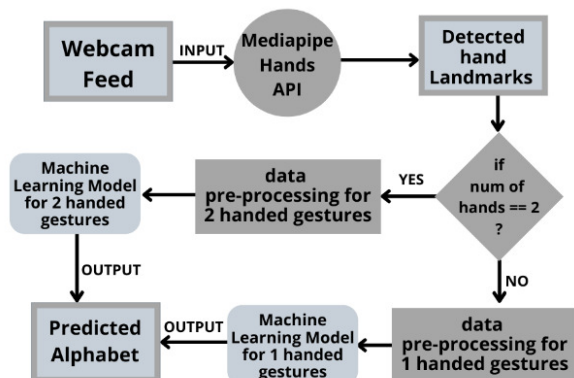 Webcam
Feed
INPUT
Mediapipe
Hands
API
Detected
hand
Landmarks
if
num of
hands == 2
?
YES
data
pre-processing for
2 handed gestures
Machine
Learning Model
for 2 handed
gestures
OUTPUT
NO
data
pre-processing for
1 handed gestures
Machine
Learning Model
for 1 handed
gestures
OUTPUT
Predicted
Alphabet